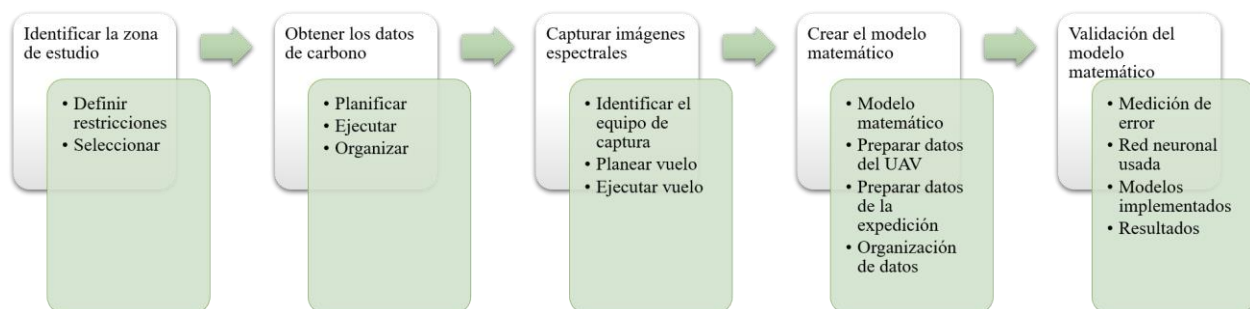 Identificar la zona
de estudio
• Definir
restricciones
• Seleccionar
Obtener los datos
de carbono
• Planificar
• Ejecutar
• Organizar
Capturar imágenes
espectrales
• Identificar el
equipo de
captura
• Planear vuelo
• Ejecutar vuelo
Crear el modelo
matemático
• Modelo
matemático
• Preparar datos
del UAV
• Preparar datos
de la
expedición
• Organización
de datos
Validación del
modelo
matemático
• Medición de
error
• Red neuronal
usada
• Modelos
implementados
• Resultados